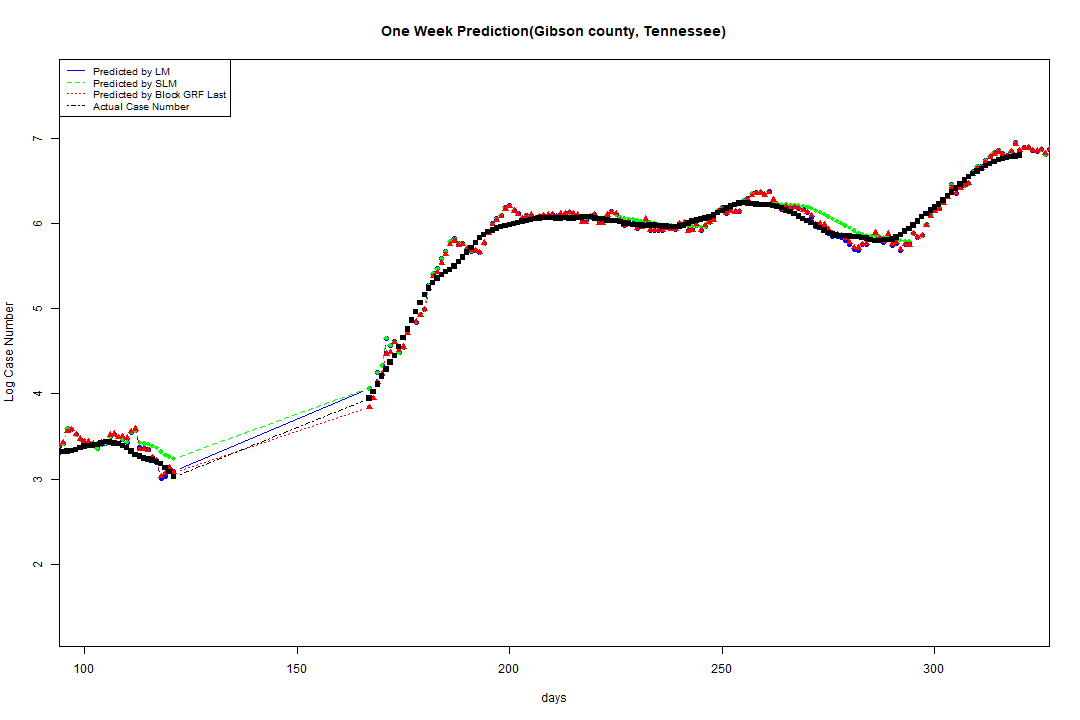 One Week Prediction(Gibson county, Tennessee)
Predicted by LM
Predicted by SLM
Predicted by Block GRF Last
Actual Case Number
7
6
5
4
3
2
Log Case Number
100 150 200 250 300
days